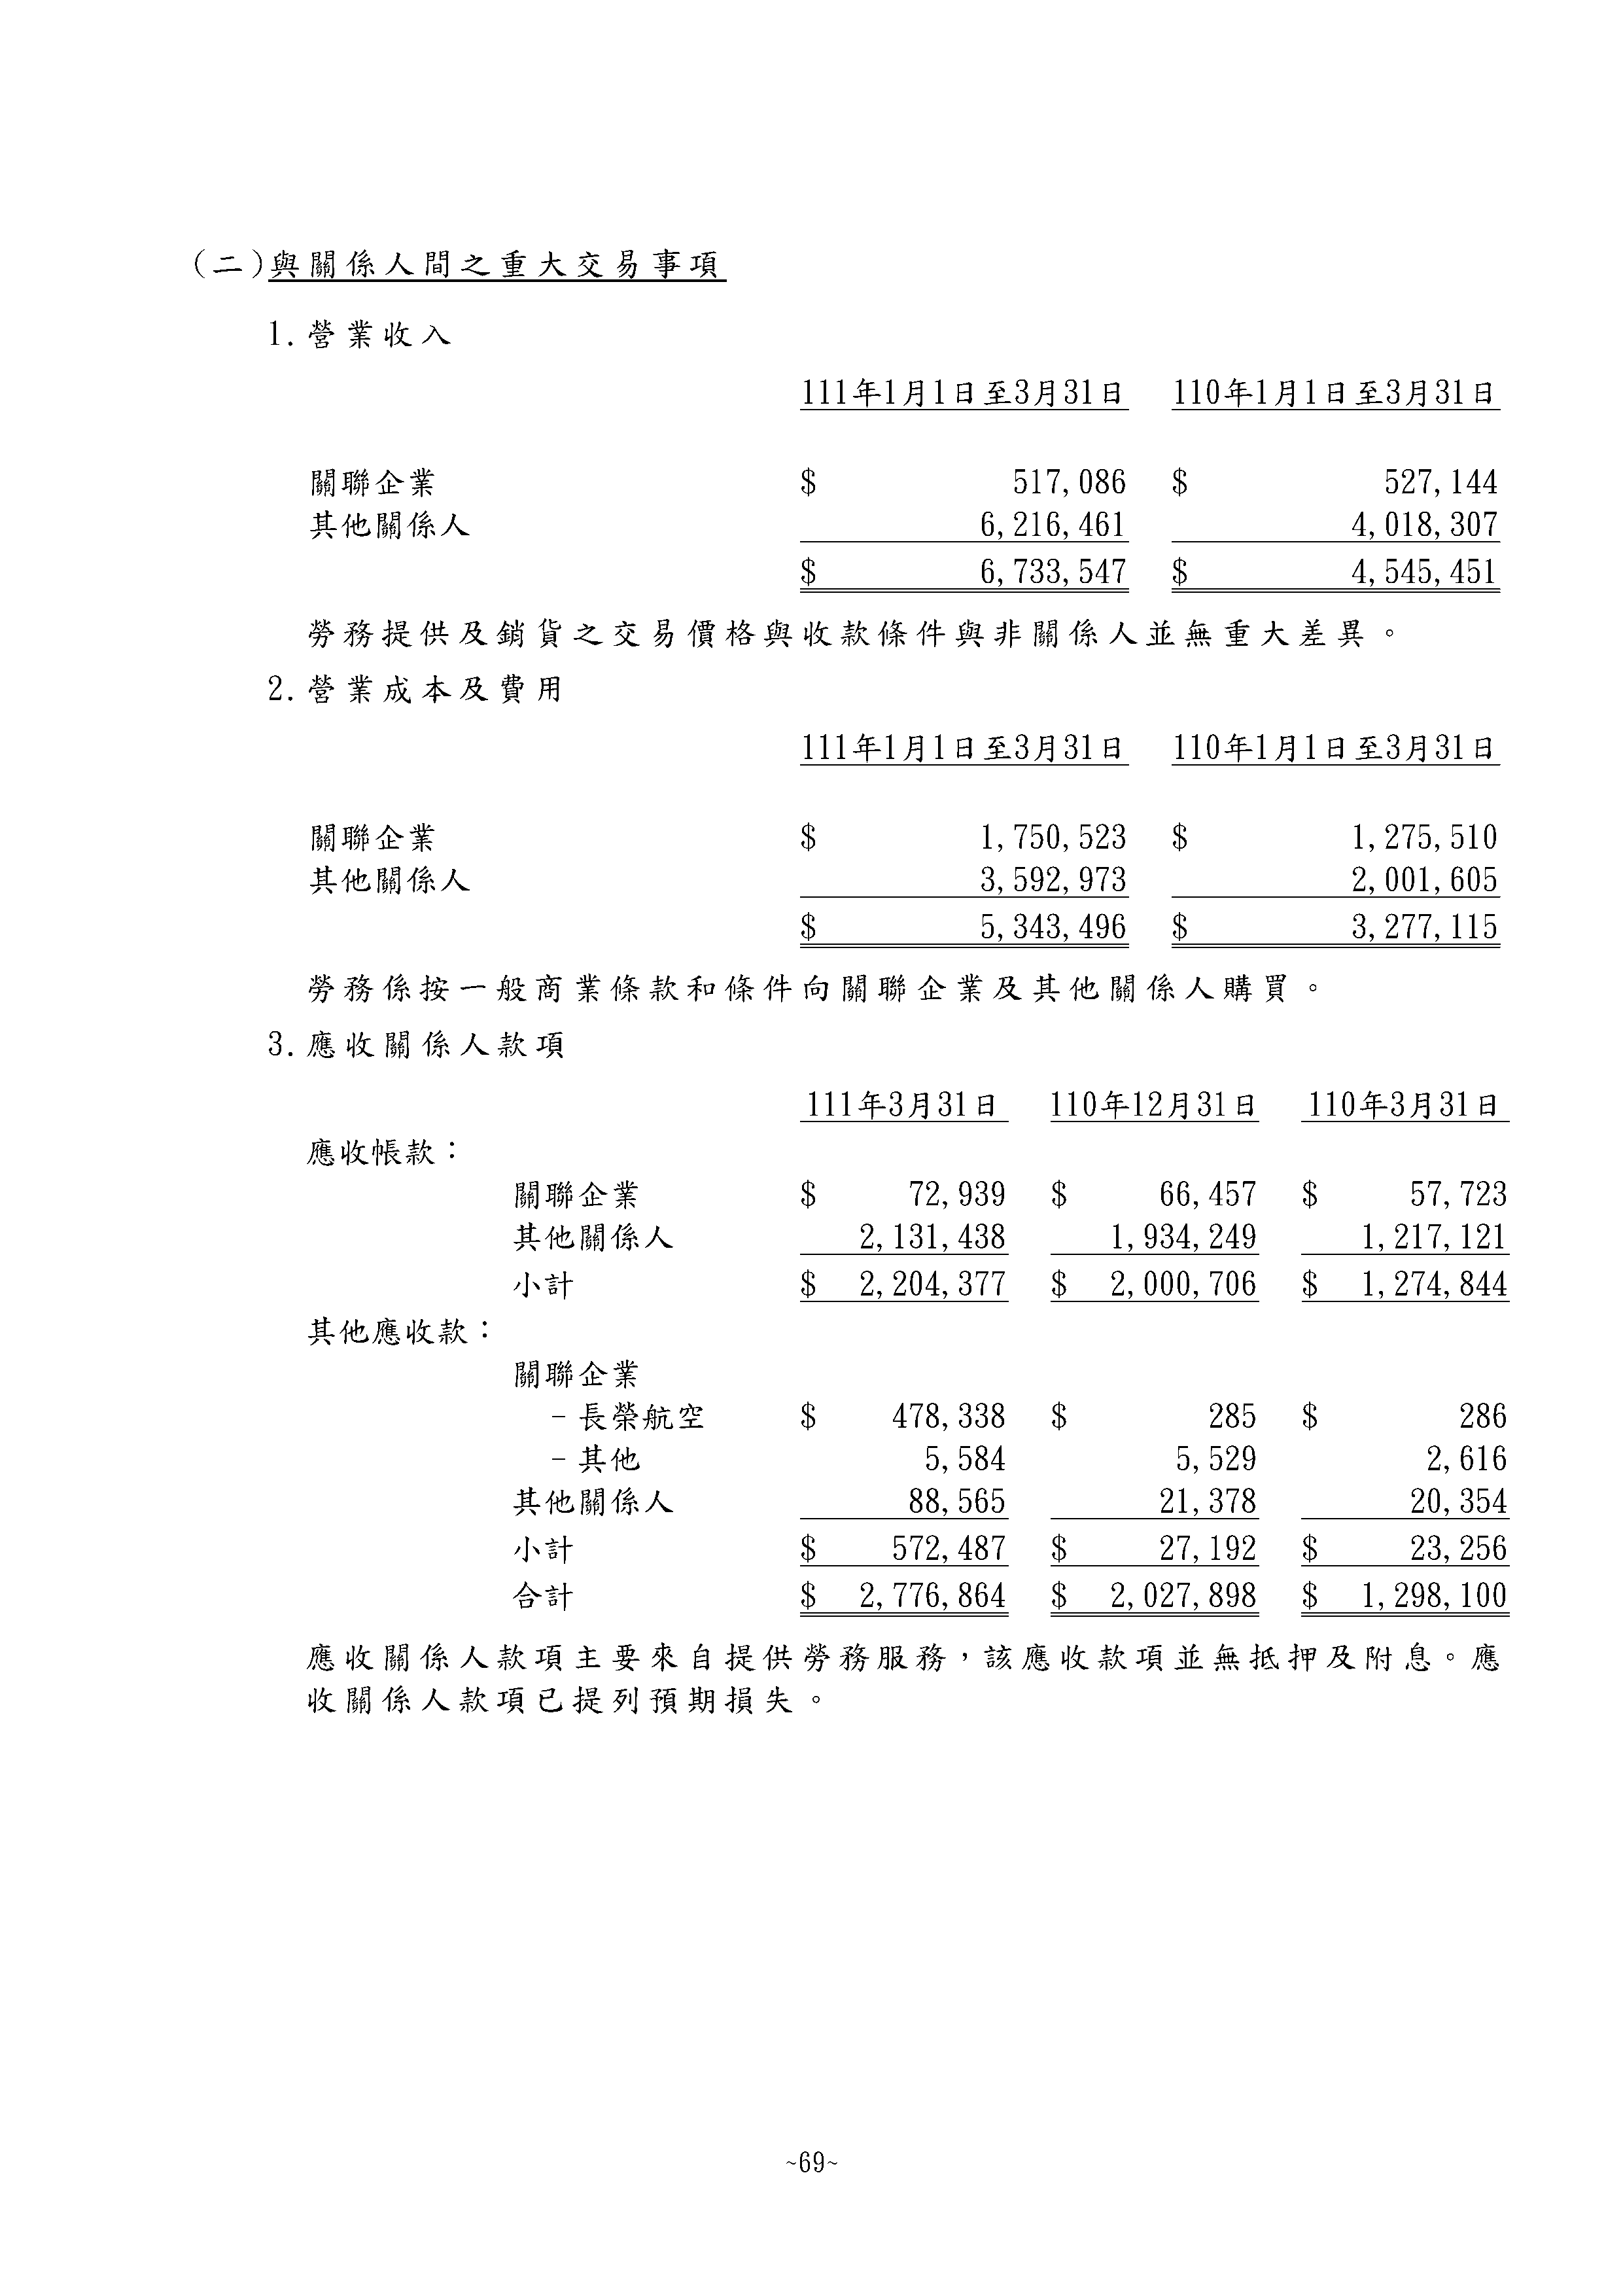 (二)與關係人間之重大交易事項
1.營業收入
111年1月1日至3月31日 110年1月1日至3月31日
關聯企業 $ 517,086 $ 527,144
其他關係人 6,216,461 4,018,307
$ 6,733,547 $ 4,545,451
勞務提供及銷貨之交易價格與收款條件與非關係人並無重大差異。
2.營業成本及費用
111年1月1日至3月31日 110年1月1日至3月31日
關聯企業 $ 1,750,523 $ 1,275,510
其他關係人 3,592,973 2,001,605
$ 5,343,496 $ 3,277,115
勞務係按一般商業條款和條件向關聯企業及其他關係人購買。
3.應收關係人款項
111年3月31日 110年12月31日 110年3月31日
應收帳款：
關聯企業 $ 72,939 $ 66,457 $ 57,723
其他關係人 2,131,438 1,934,249 1,217,121
小計 $ 2,204,377 $ 2,000,706 $ 1,274,844
其他應收款：
關聯企業
-長榮航空 $ 478,338 $ 285 $ 286
-其他 5,584 5,529 2,616
其他關係人 88,565 21,378 20,354
小計 $ 572,487 $ 27,192 $ 23,256
合計 $ 2,776,864 $ 2,027,898 $ 1,298,100
應收關係人款項主要來自提供勞務服務，該應收款項並無抵押及附息。應
收關係人款項已提列預期損失。
~69~